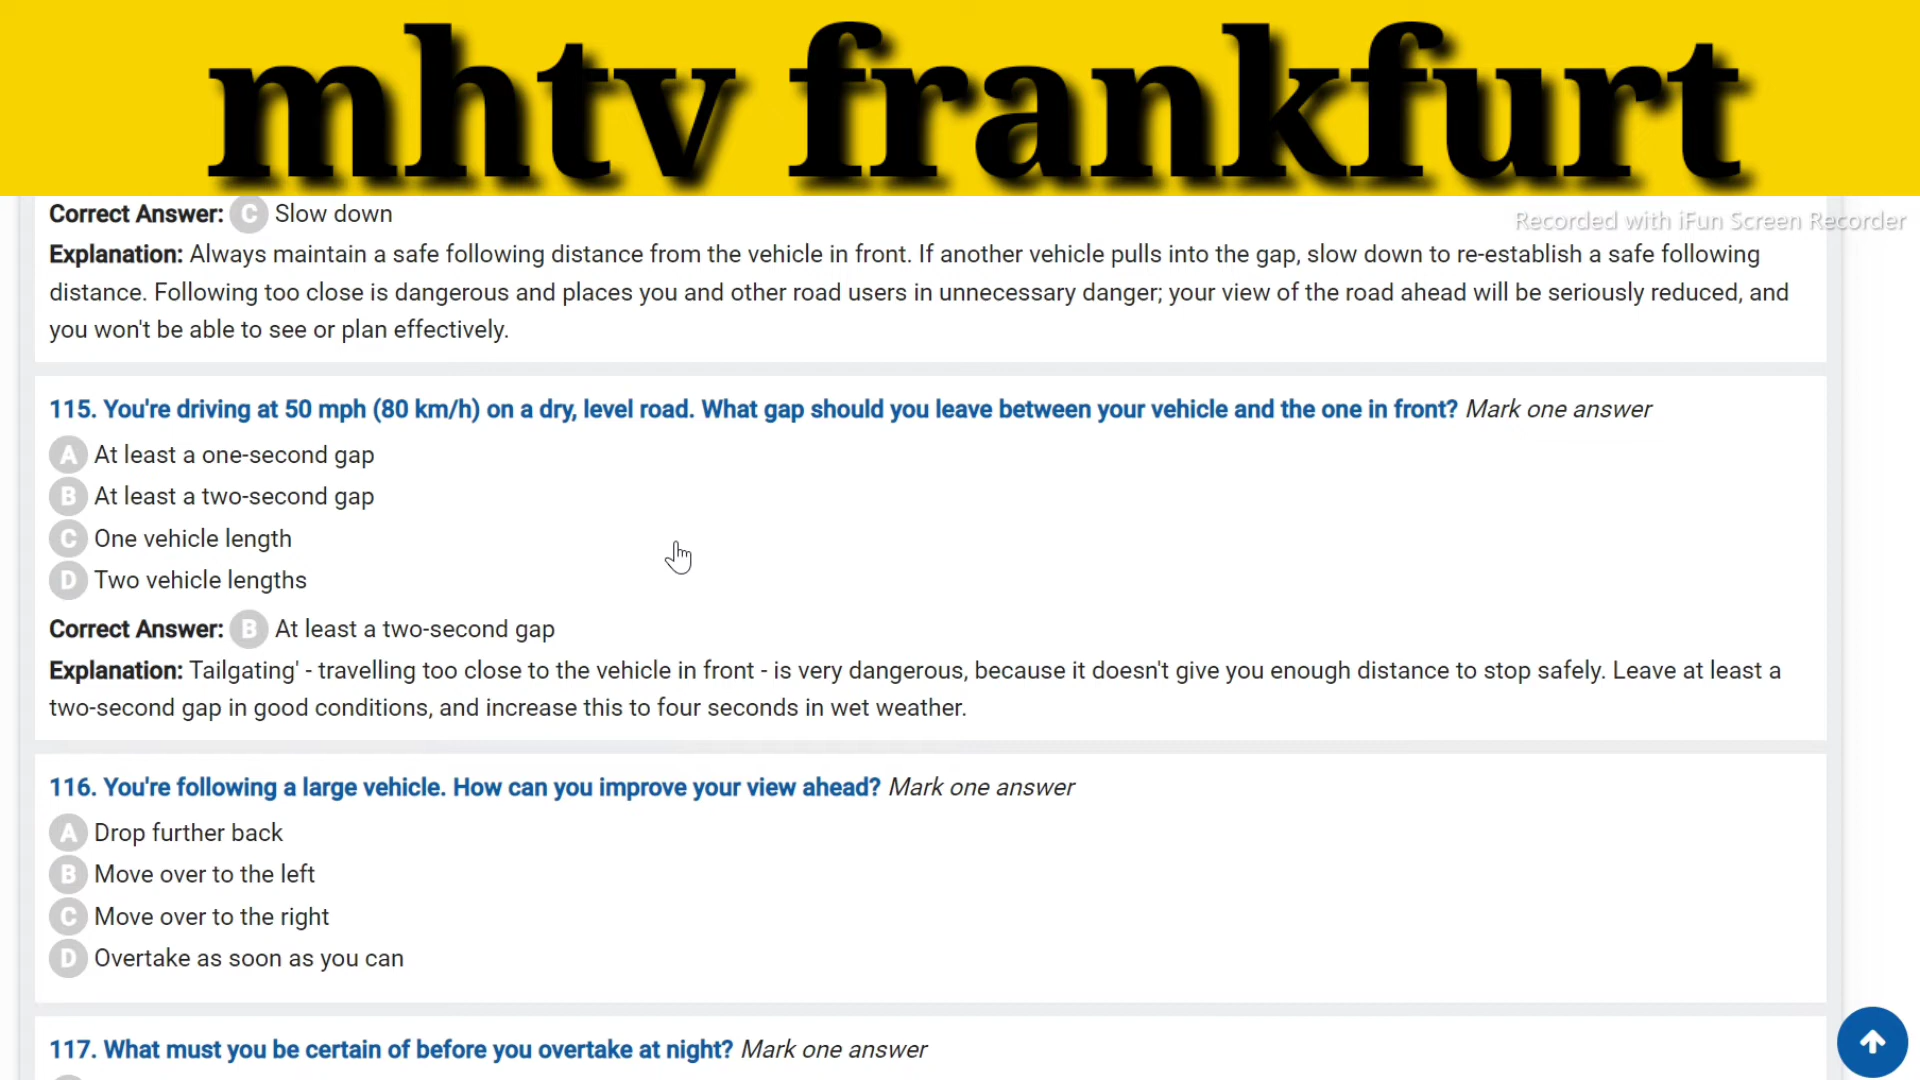 mhtv frankfurt
Recorded with iFun Screen Recorder
Correct Answer: C Slow down
Explanation: Always maintain a safe following distance from the vehicle in front. If another vehicle pulls into the gap, slow down to re-establish a safe following
distance. Following too close is dangerous and places you and other road users in unnecessary danger; your view of the road ahead will be seriously reduced, and
you won't be able to see or plan effectively.
115. You're driving at 50 mph (80 km/h) on a dry, level road. What gap should you leave between your vehicle and the one in front? Mark one answer
A At least a one-second gap
B At least a two-second gap
C One vehicle length
D Two vehicle lengths
Correct Answer: B At least a two-second gap
Explanation: Tailgating' - travelling too close to the vehicle in front - is very dangerous, because it doesn't give you enough distance to stop safely. Leave at least a
two-second gap in good conditions, and increase this to four seconds in wet weather.
116. You're following a large vehicle. How can you improve your view ahead? Mark one answer
A Drop further back
B Move over to the left
C Move over to the right
D Overtake as soon as you can
117. What must you be certain of before you overtake at night? Mark one answer